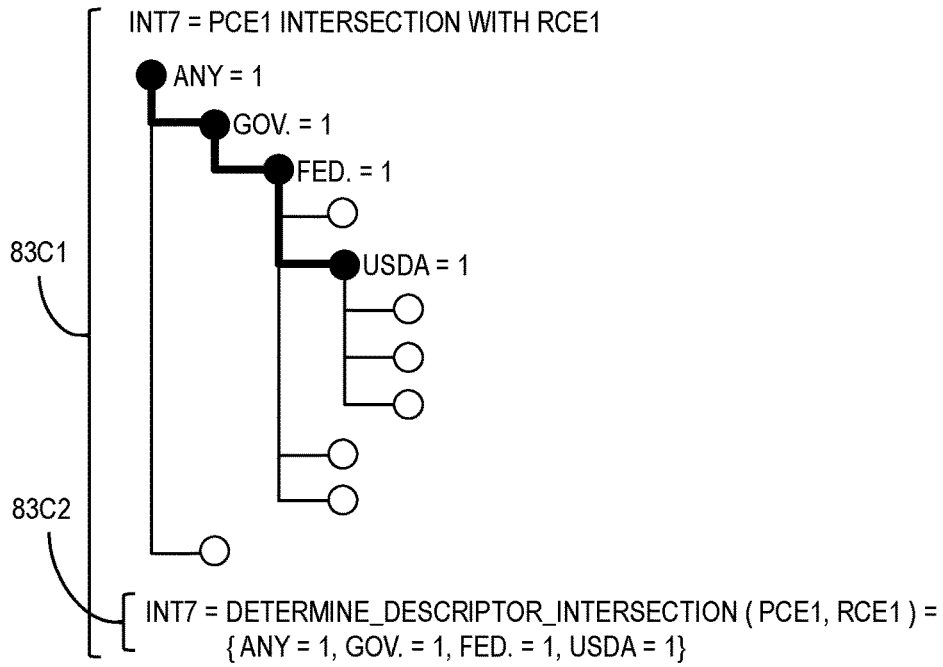 INT7 = PCE1 INTERSECTION WITH RCE1
ANY = 1
GOV. = 1
FED. = 1
83C1
USDA = 1
83C2
INT7 = DETERMINE_DESCRIPTOR_INTERSECTION ( PCE1, RCE1 ) =
{ ANY = 1, GOV. = 1, FED. = 1, USDA = 1}